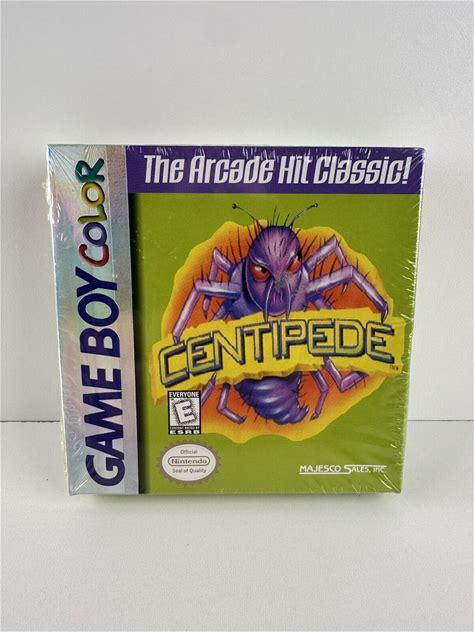 GAME BOY COLOR
The Arcade Hit Classic!
CENTIPEDE
TM
EVERYONE
E
CONTENT RATED BY
ESRB
Official
Nintendo
Seal of Quality
MAJESCO SALES, INC.